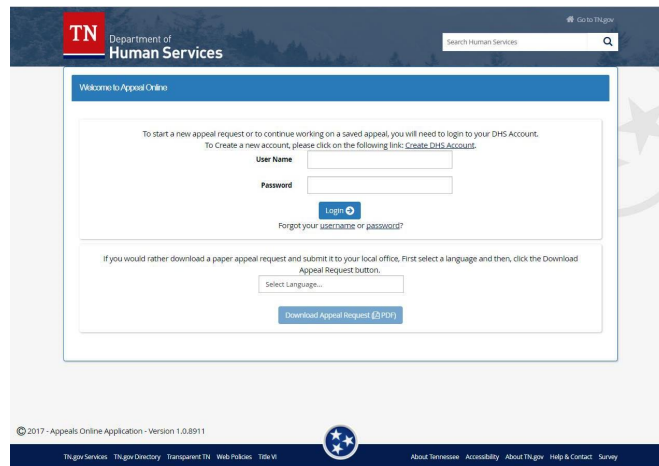 Go to TN.gov
TN
Department of
Human Services
Search Human Services
Welcome to Appeal Online
To start a new appeal request or to continue working on a saved appeal, you will need to login to your DHS Account.
To Create a new account, please click on the following link: Create DHS Account.
User Name
Password
Login
Forgot your username or password?
If you would rather download a paper appeal request and submit it to your local office, First select a language and then, click the Download
Appeal Request button.
Select Language...
Download Appeal Request (PDF)
© 2017 - Appeals Online Application - Version 1.0.8911
TN.gov Services TN.gov Directory Transparent TN Web Policies Title VI About Tennessee Accessibility About TN.gov Help & Contact Survey